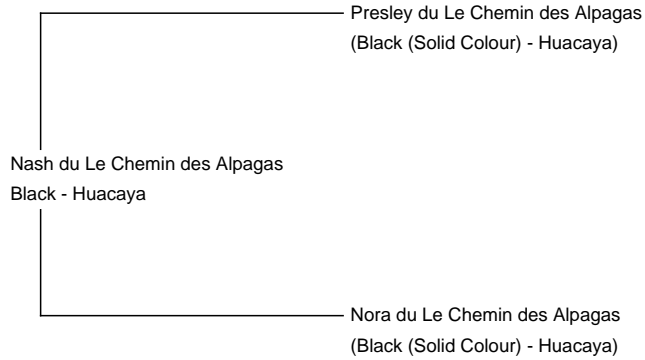 Presley du Le Chemin des Alpagas
(Black (Solid Colour) - Huacaya)
Nash du Le Chemin des Alpagas
Black - Huacaya
Nora du Le Chemin des Alpagas
(Black (Solid Colour) - Huacaya)